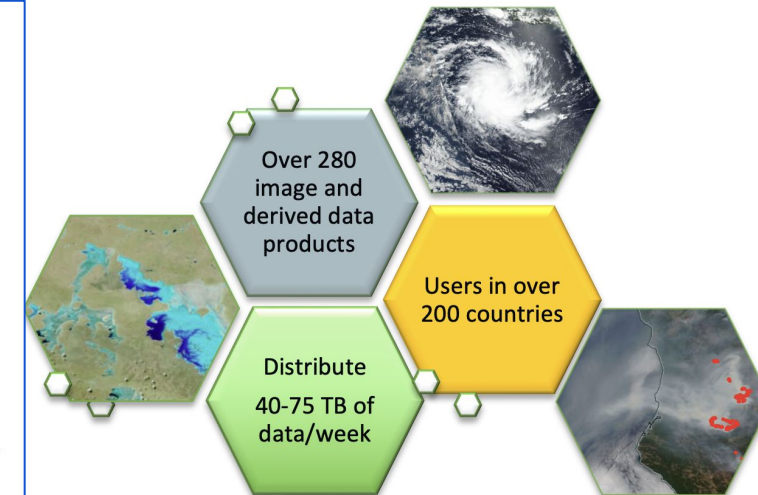 Over 280
image and
derived data
products
Users in over
200 countries
Distribute
40-75 TB of
data/week